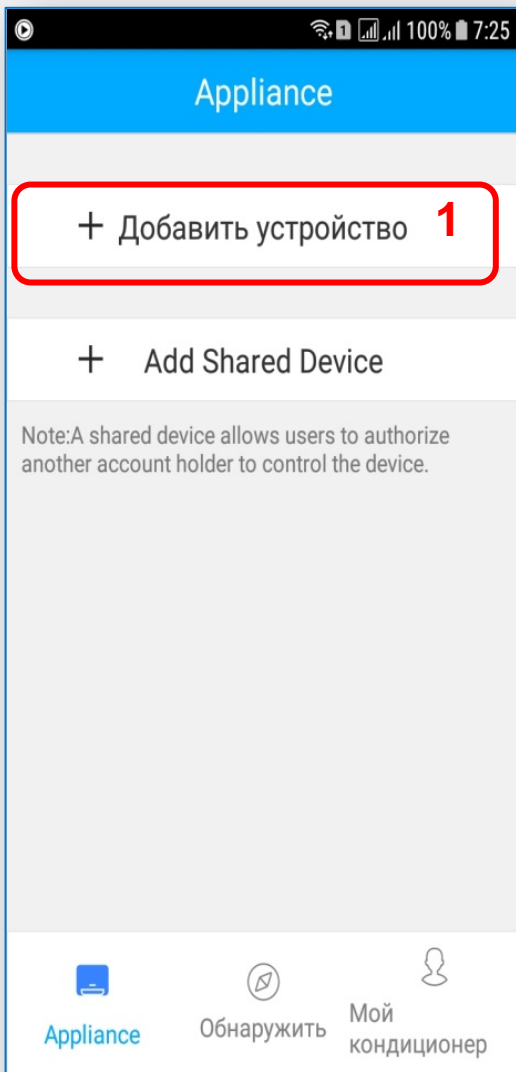 1 100% 7:25
Appliance
+ Добавить устройство 1
+ Add Shared Device
Note:A shared device allows users to authorize
another account holder to control the device.
Appliance
Обнаружить
Мой
кондиционер